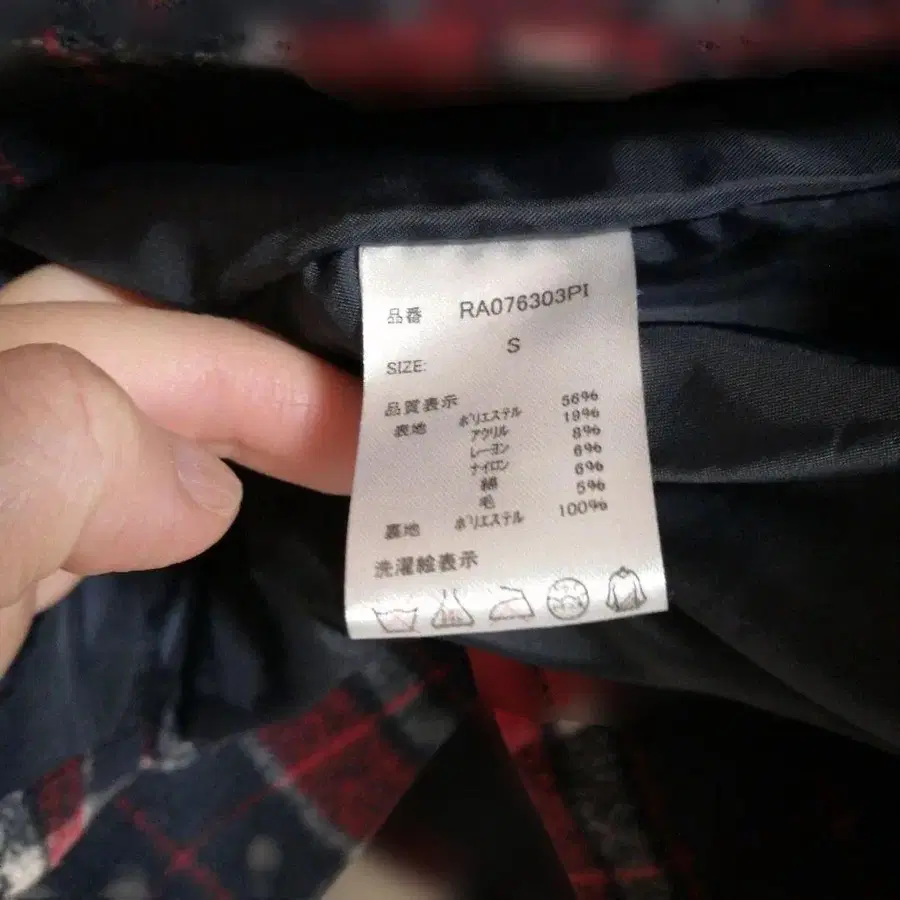 品番 RA076303PI
SIZE: S
品質表示
表地 ポリエステル 56%
アクリル 19%
レーヨン 8%
ナイロン 6%
綿 6%
毛 5%
裏地 ポリエステル 100%
洗濯絵表示